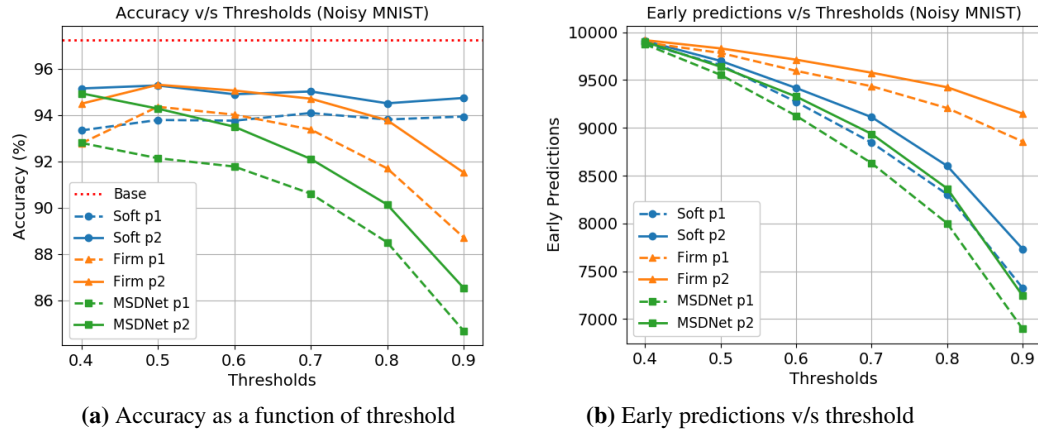 Accuracy v/s Thresholds (Noisy MNIST)
96
94
92
90
88
86
Accuracy (%)
Base
Soft p1
Soft p2
Firm p1
Firm p2
MSDNet p1
MSDNet p2
0.4 0.5 0.6 0.7 0.8 0.9
Thresholds
(a) Accuracy as a function of threshold
Early predictions v/s Thresholds (Noisy MNIST)
10000
9500
9000
8500
8000
7500
7000
Early Predictions
Soft p1
Soft p2
Firm p1
Firm p2
MSDNet p1
MSDNet p2
0.4 0.5 0.6 0.7 0.8 0.9
Thresholds
(b) Early predictions v/s threshold